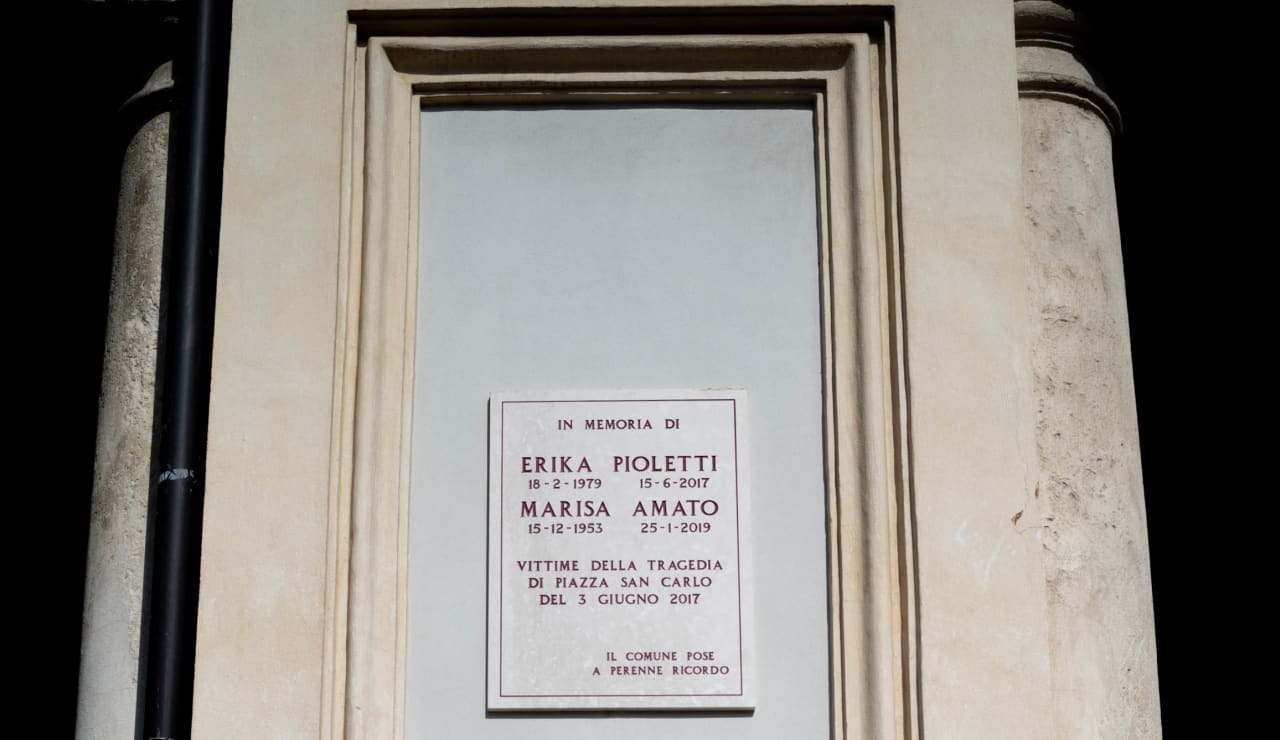 IN MEMORIA DI
ERIKA PIOLETTI
18-2-1979 15-6-2017
MARISA AMATO
15-12-1953 25-1-2019
VITTIME DELLA TRAGEDIA
DI PIAZZA SAN CARLO
DEL 3 GIUGNO 2017
IL COMUNE POSE
A PERENNE RICORDO